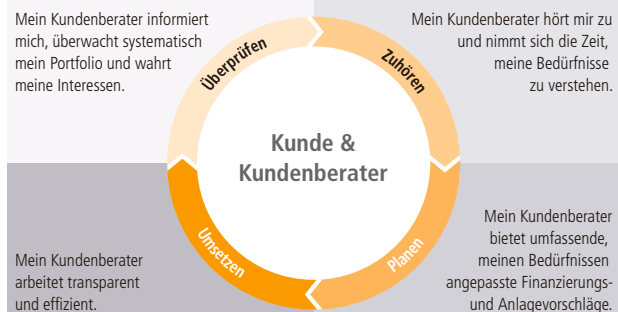 Mein Kundenberater informiert
mich, überwacht systematisch
mein Portfolio und wahrt
meine Interessen.
Mein Kundenberater hört mir zu
und nimmt sich die Zeit,
meine Bedürfnisse
zu verstehen.
Überprüfen
Zuhören
Kunde &
Kundenberater
Umsetzen
Planen
Mein Kundenberater
arbeitet transparent
und effizient.
Mein Kundenberater
bietet umfassende,
meinen Bedürfnissen
angepasste Finanzierungs-
und Anlagevorschläge.